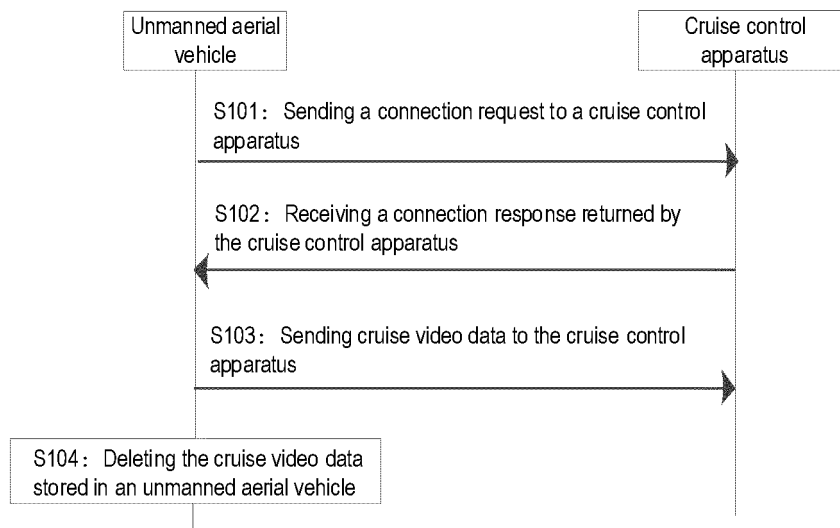 Unmanned aerial
vehicle
Cruise control
apparatus
S101： Sending a connection request to a cruise control
apparatus
S102： Receiving a connection response returned by
the cruise control apparatus
S103： Sending cruise video data to the cruise control
apparatus
S104： Deleting the cruise video data
stored in an unmanned aerial vehicle